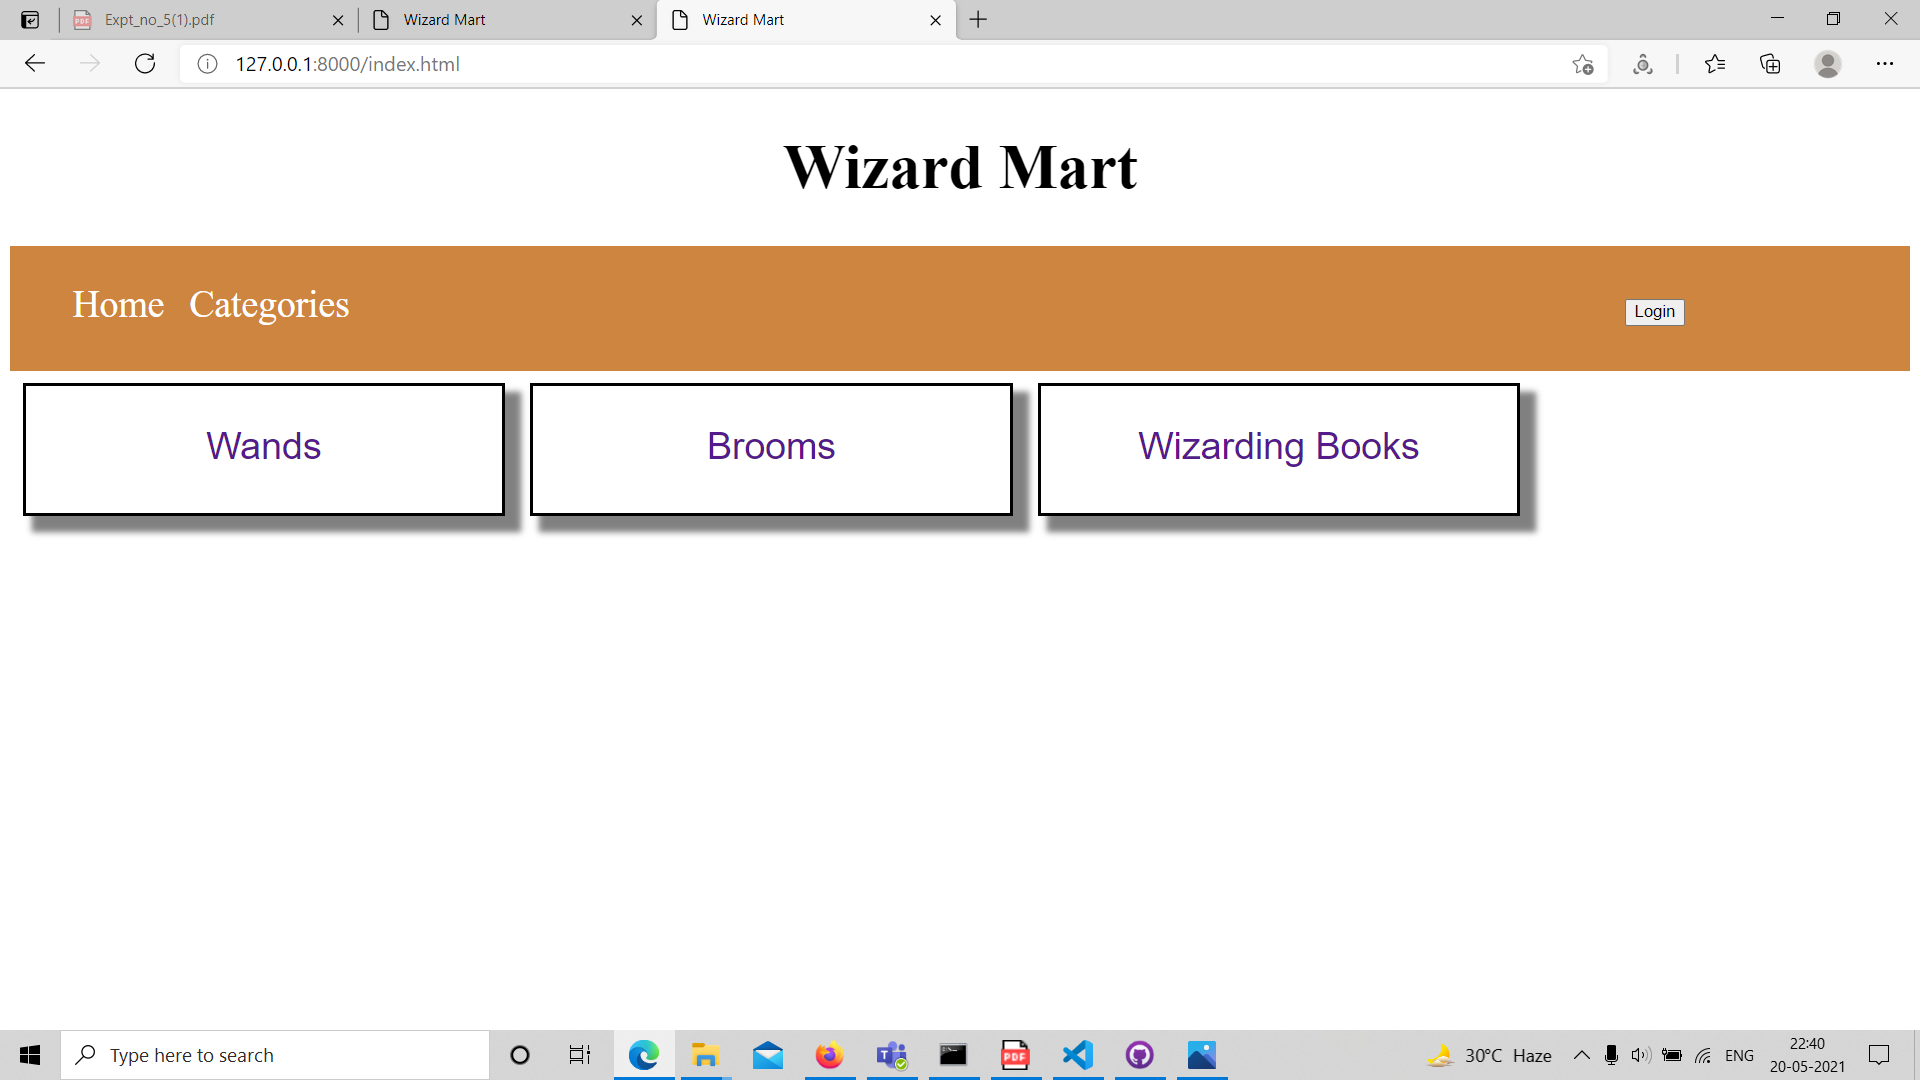 Expt_no_5(1).pdf
Wizard Mart
Wizard Mart
127.0.0.1:8000/index.html
Wizard Mart
Home Categories
Login
Wands
Brooms
Wizarding Books
Type here to search
PDF
30°C Haze
ENG
22:40
20-05-2021